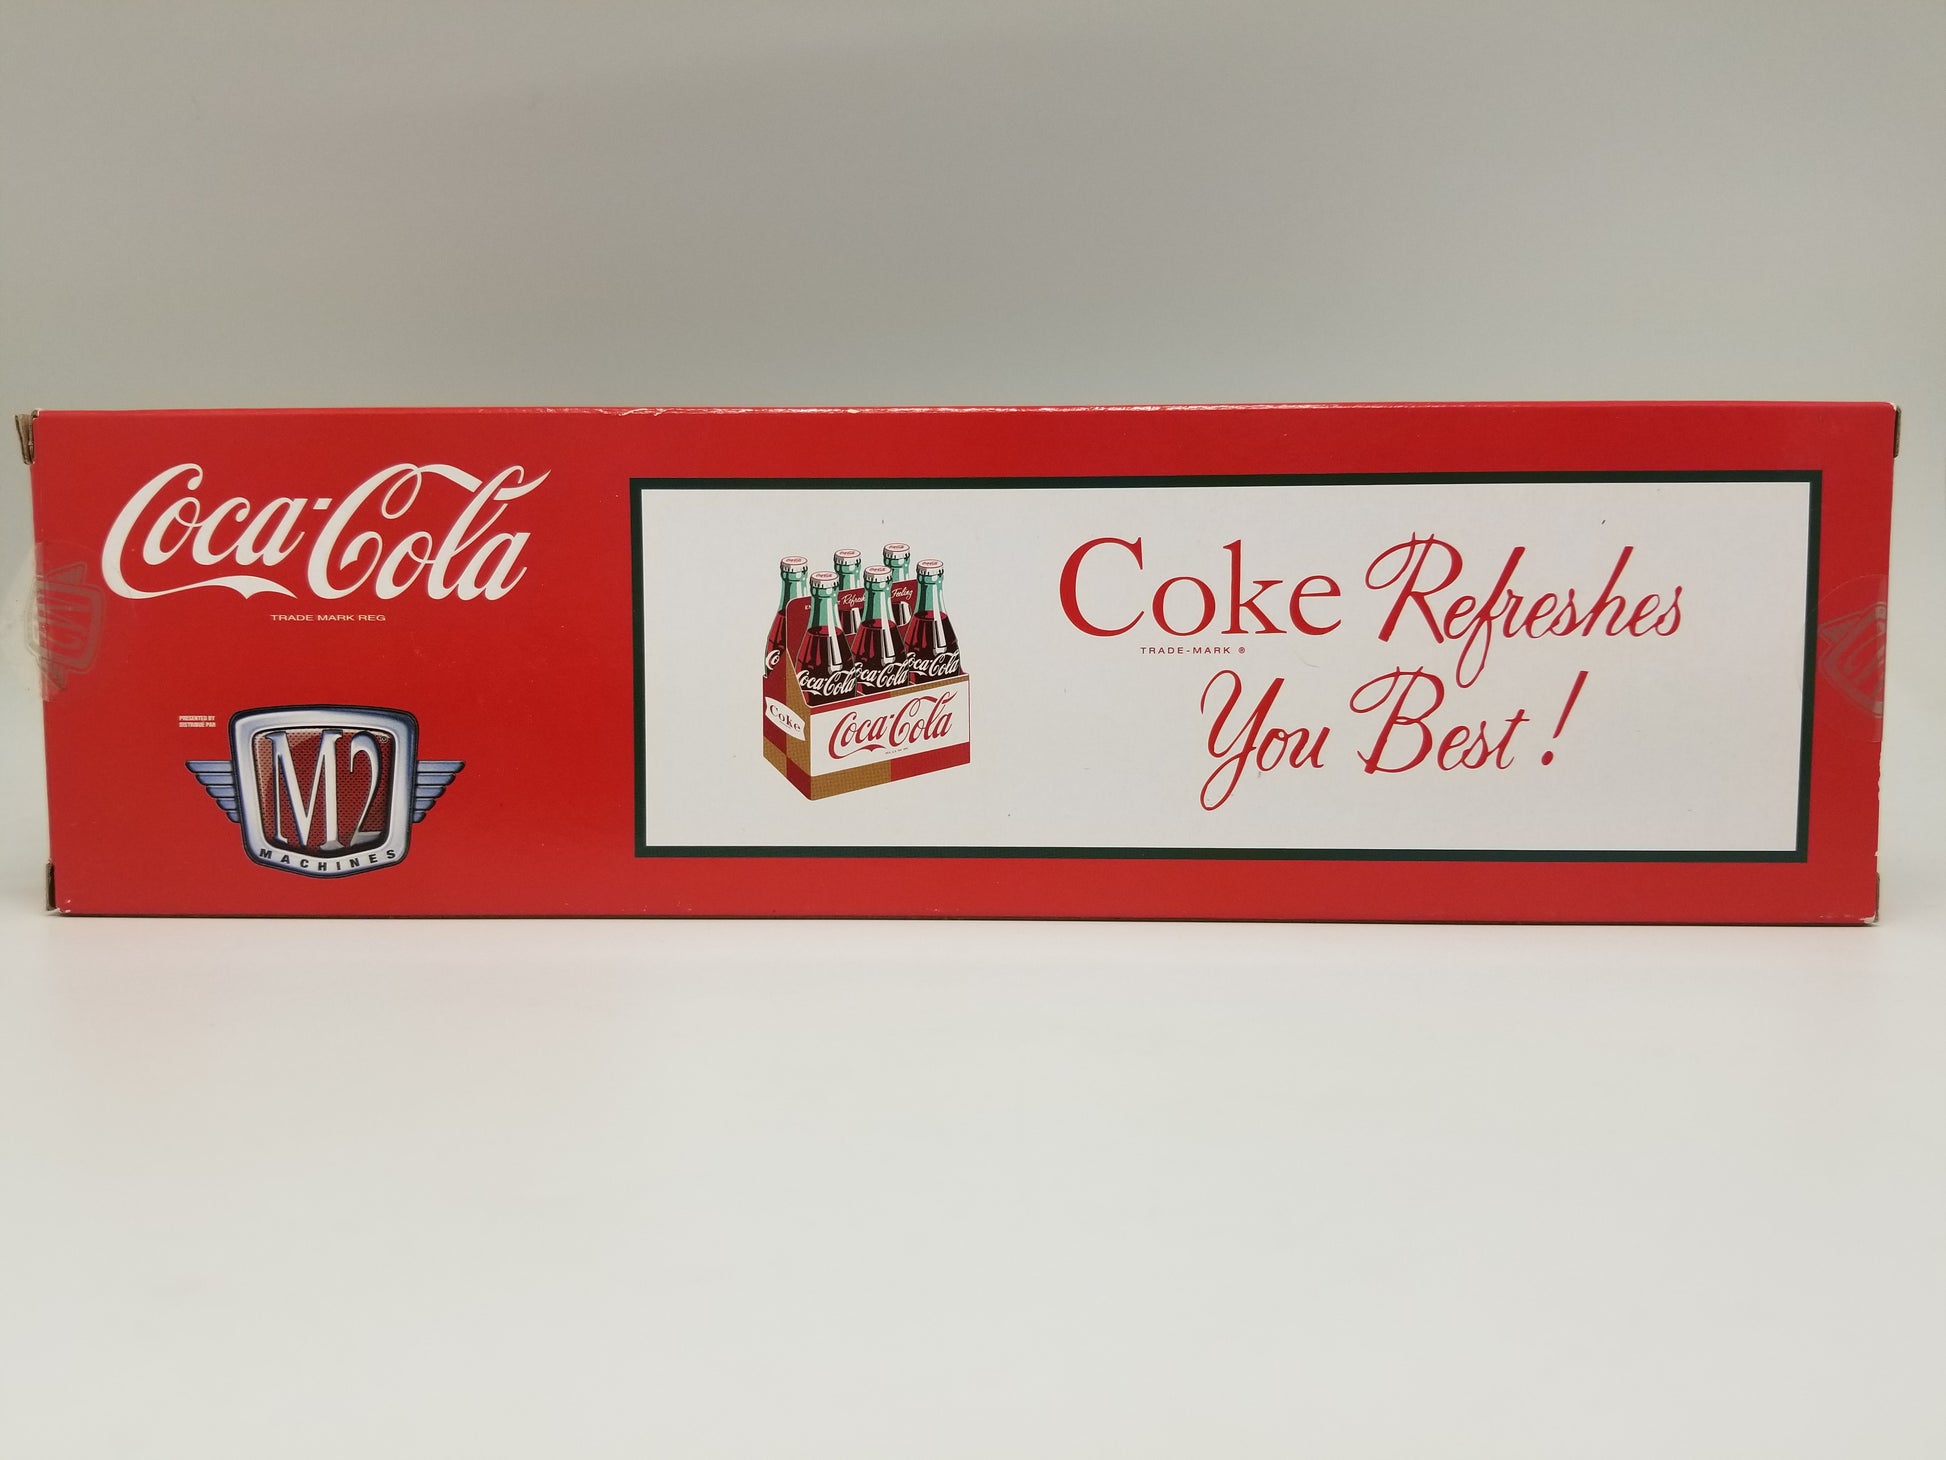 Coca-Cola
TRADE MARK REG
PRESENTED BY
DISTRIBUÉ PAR
M2
MACHINES
Coca-Cola
Coca-Cola
Coca-Cola
Coke
Coca-Cola
Coke Refreshes
TRADE-MARK ®
You Best!